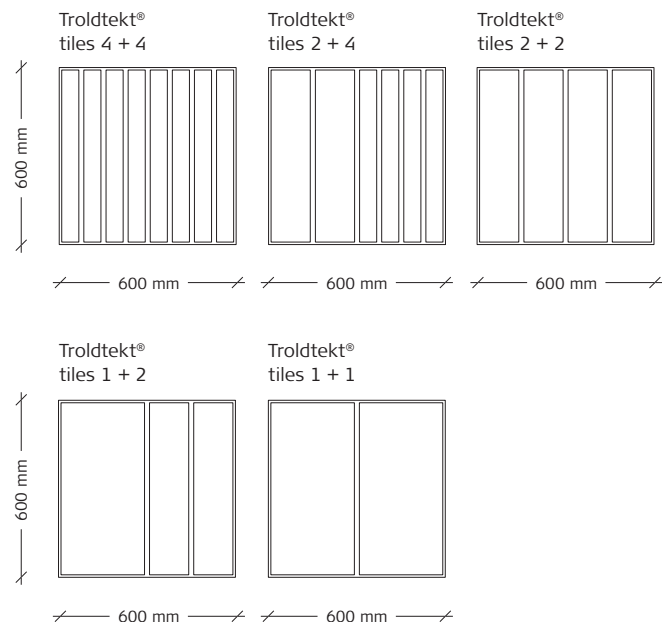 Troldtekt®
tiles 4 + 4
Troldtekt®
tiles 2 + 4
Troldtekt®
tiles 2 + 2
600 mm
600 mm
600 mm
600 mm
Troldtekt®
tiles 1 + 2
Troldtekt®
tiles 1 + 1
600 mm
600 mm
600 mm